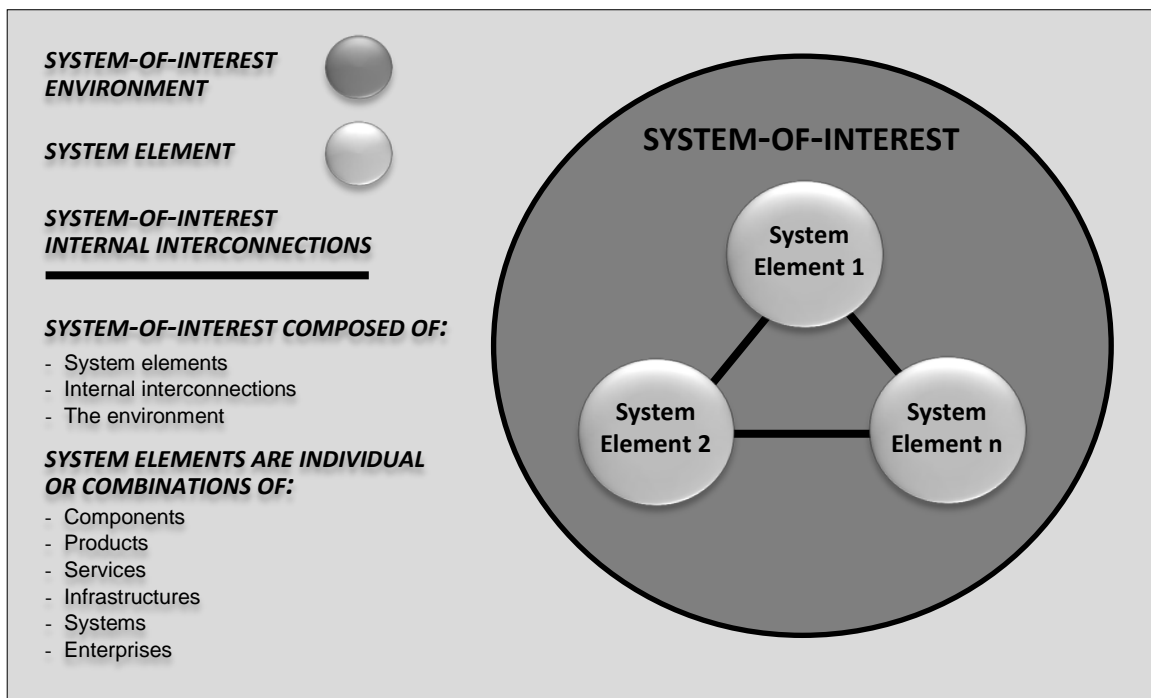 SYSTEM-OF-INTEREST
ENVIRONMENT
SYSTEM ELEMENT
SYSTEM-OF-INTEREST
INTERNAL INTERCONNECTIONS
SYSTEM-OF-INTEREST COMPOSED OF:
- System elements
- Internal interconnections
- The environment
SYSTEM ELEMENTS ARE INDIVIDUAL
OR COMBINATIONS OF:
- Components
- Products
- Services
- Infrastructures
- Systems
- Enterprises
SYSTEM-OF-INTEREST
System
Element 1
System
Element 2
System
Element n